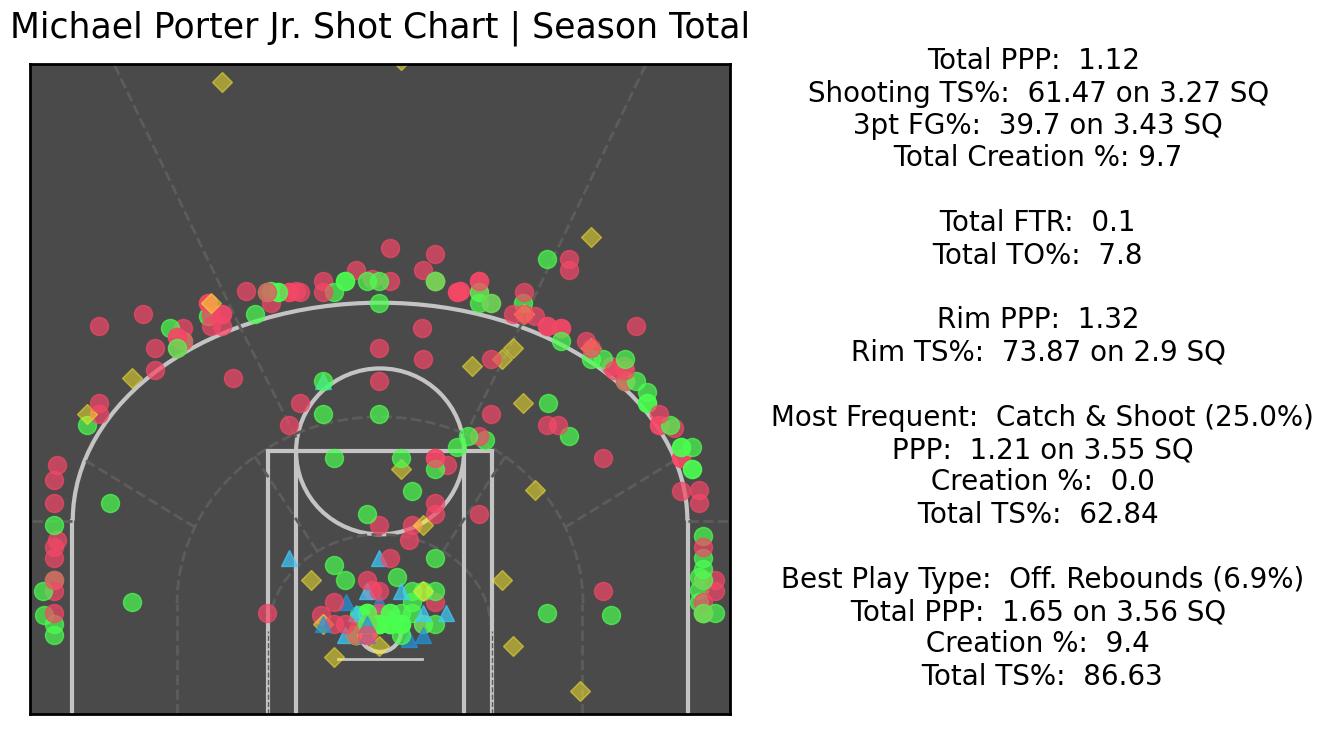 Michael Porter Jr. Shot Chart | Season Total
Total PPP:  1.12
Shooting TS%:  61.47 on 3.27 SQ
3pt FG%:  39.7 on 3.43 SQ
Total Creation %: 9.7
Total FTR:  0.1
Total TO%:  7.8
Rim PPP:  1.32
Rim TS%:  73.87 on 2.9 SQ
Most Frequent:  Catch & Shoot (25.0%)
PPP:  1.21 on 3.55 SQ
Creation %:  0.0
Total TS%:  62.84
Best Play Type:  Off. Rebounds (6.9%)
Total PPP:  1.65 on 3.56 SQ
Creation %:  9.4
Total TS%:  86.63